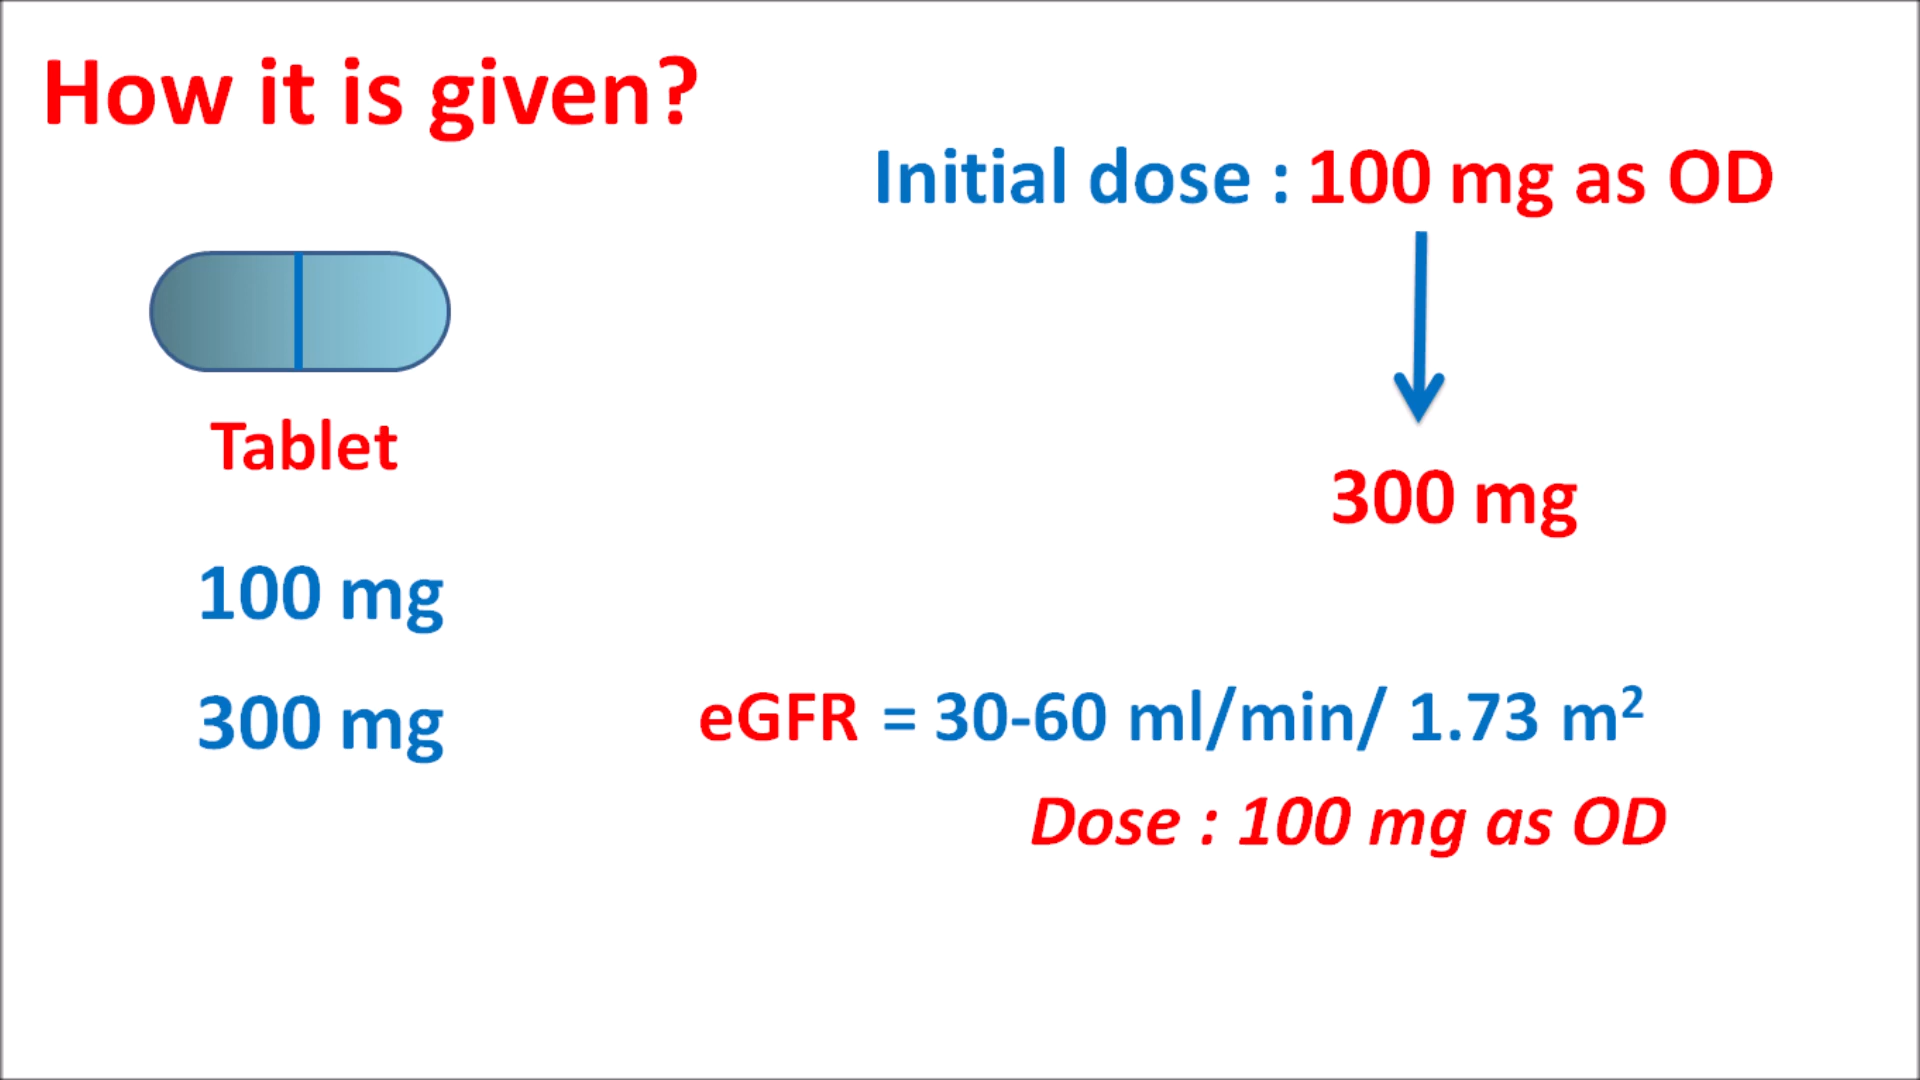 How it is given?
Initial dose : 100 mg as OD
300 mg
Tablet
100 mg
300 mg
eGFR = 30-60 ml/min/ 1.73 m²
Dose : 100 mg as OD